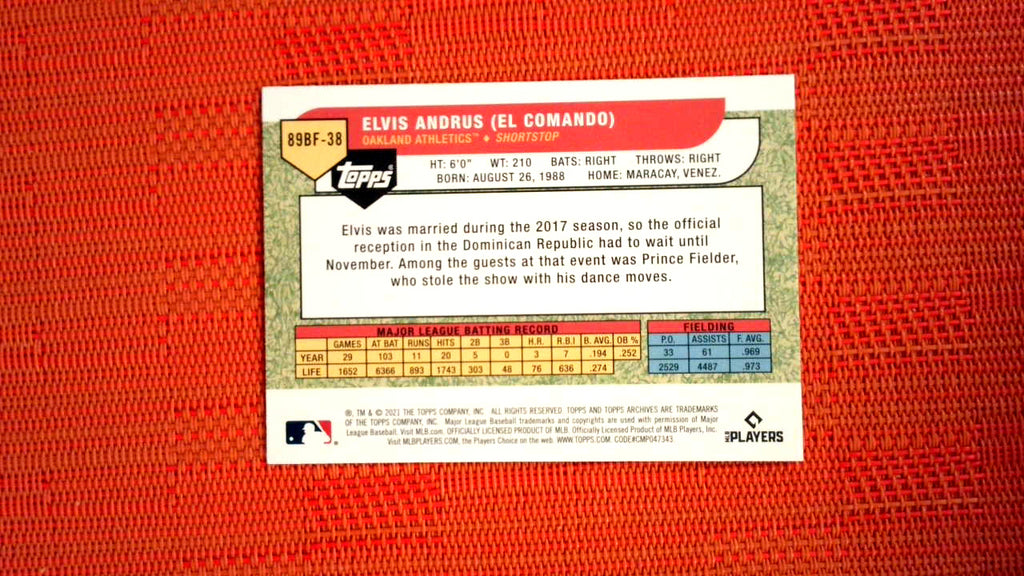 89BF-38
ELVIS ANDRUS (EL COMANDO)
OAKLAND ATHLETICS™ ♦ SHORTSTOP
Topps®
HT: 6'0" WT: 210 BATS: RIGHT THROWS: RIGHT
BORN: AUGUST 26, 1988 HOME: MARACAY, VENEZ.
Elvis was married during the 2017 season, so the official
reception in the Dominican Republic had to wait until
November. Among the guests at that event was Prince Fielder,
who stole the show with his dance moves.
MAJOR LEAGUE BATTING RECORD
GAMES AT BAT RUNS HITS 2B 3B H.R. R.B.I B. AVG. OB %
YEAR 29 103 11 20 5 0 3 7 .194 .252
LIFE 1652 6366 893 1743 303 48 76 636 .274
FIELDING
P.O. ASSISTS F. AVG.
33 61 .969
2529 4487 .973
®, TM & © 2021 THE TOPPS COMPANY, INC. ALL RIGHTS RESERVED. TOPPS AND TOPPS ARCHIVES ARE TRADEMARKS
OF THE TOPPS COMPANY, INC. Major League Baseball trademarks and copyrights are used with permission of Major
League Baseball. Visit MLB.com. OFFICIALLY LICENSED PRODUCT OF MLB. Officially Licensed Product of MLB Players, Inc.
Visit MLBPLAYERS.COM, the Players Choice on the web. WWW.TOPPS.COM. CODE#CMP047343
MLB PLAYERS